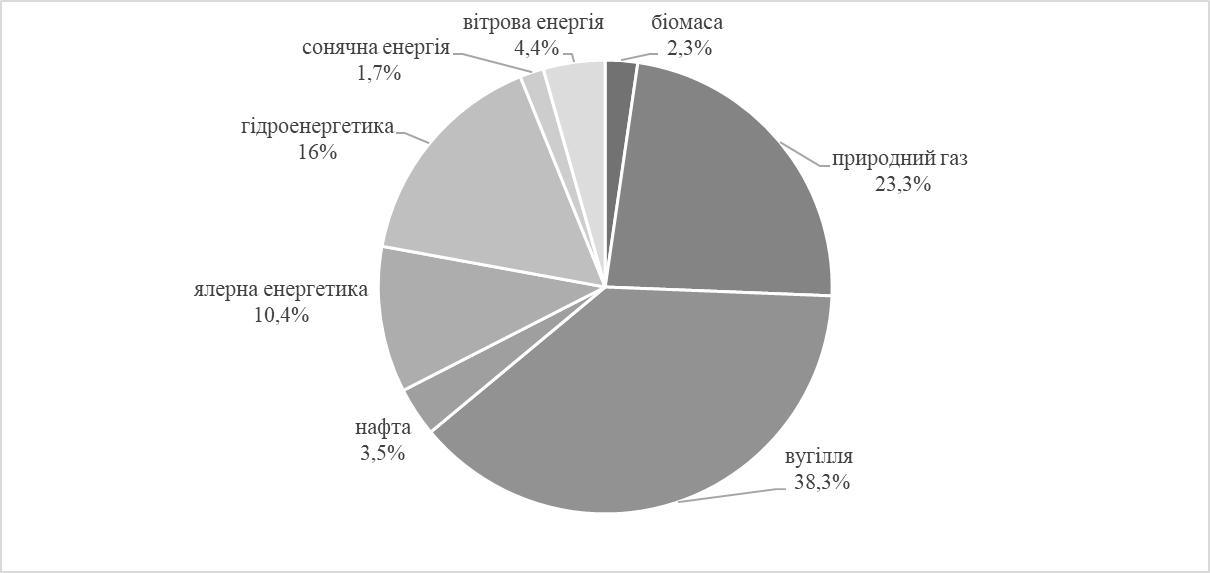 вітрова енергія
4,4%
біомаса
2,3%
сонячна енергія
1,7%
гідроенергетика
16%
природний газ
23,3%
ялерна енергетика
10,4%
нафта
3,5%
вугілля
38,3%